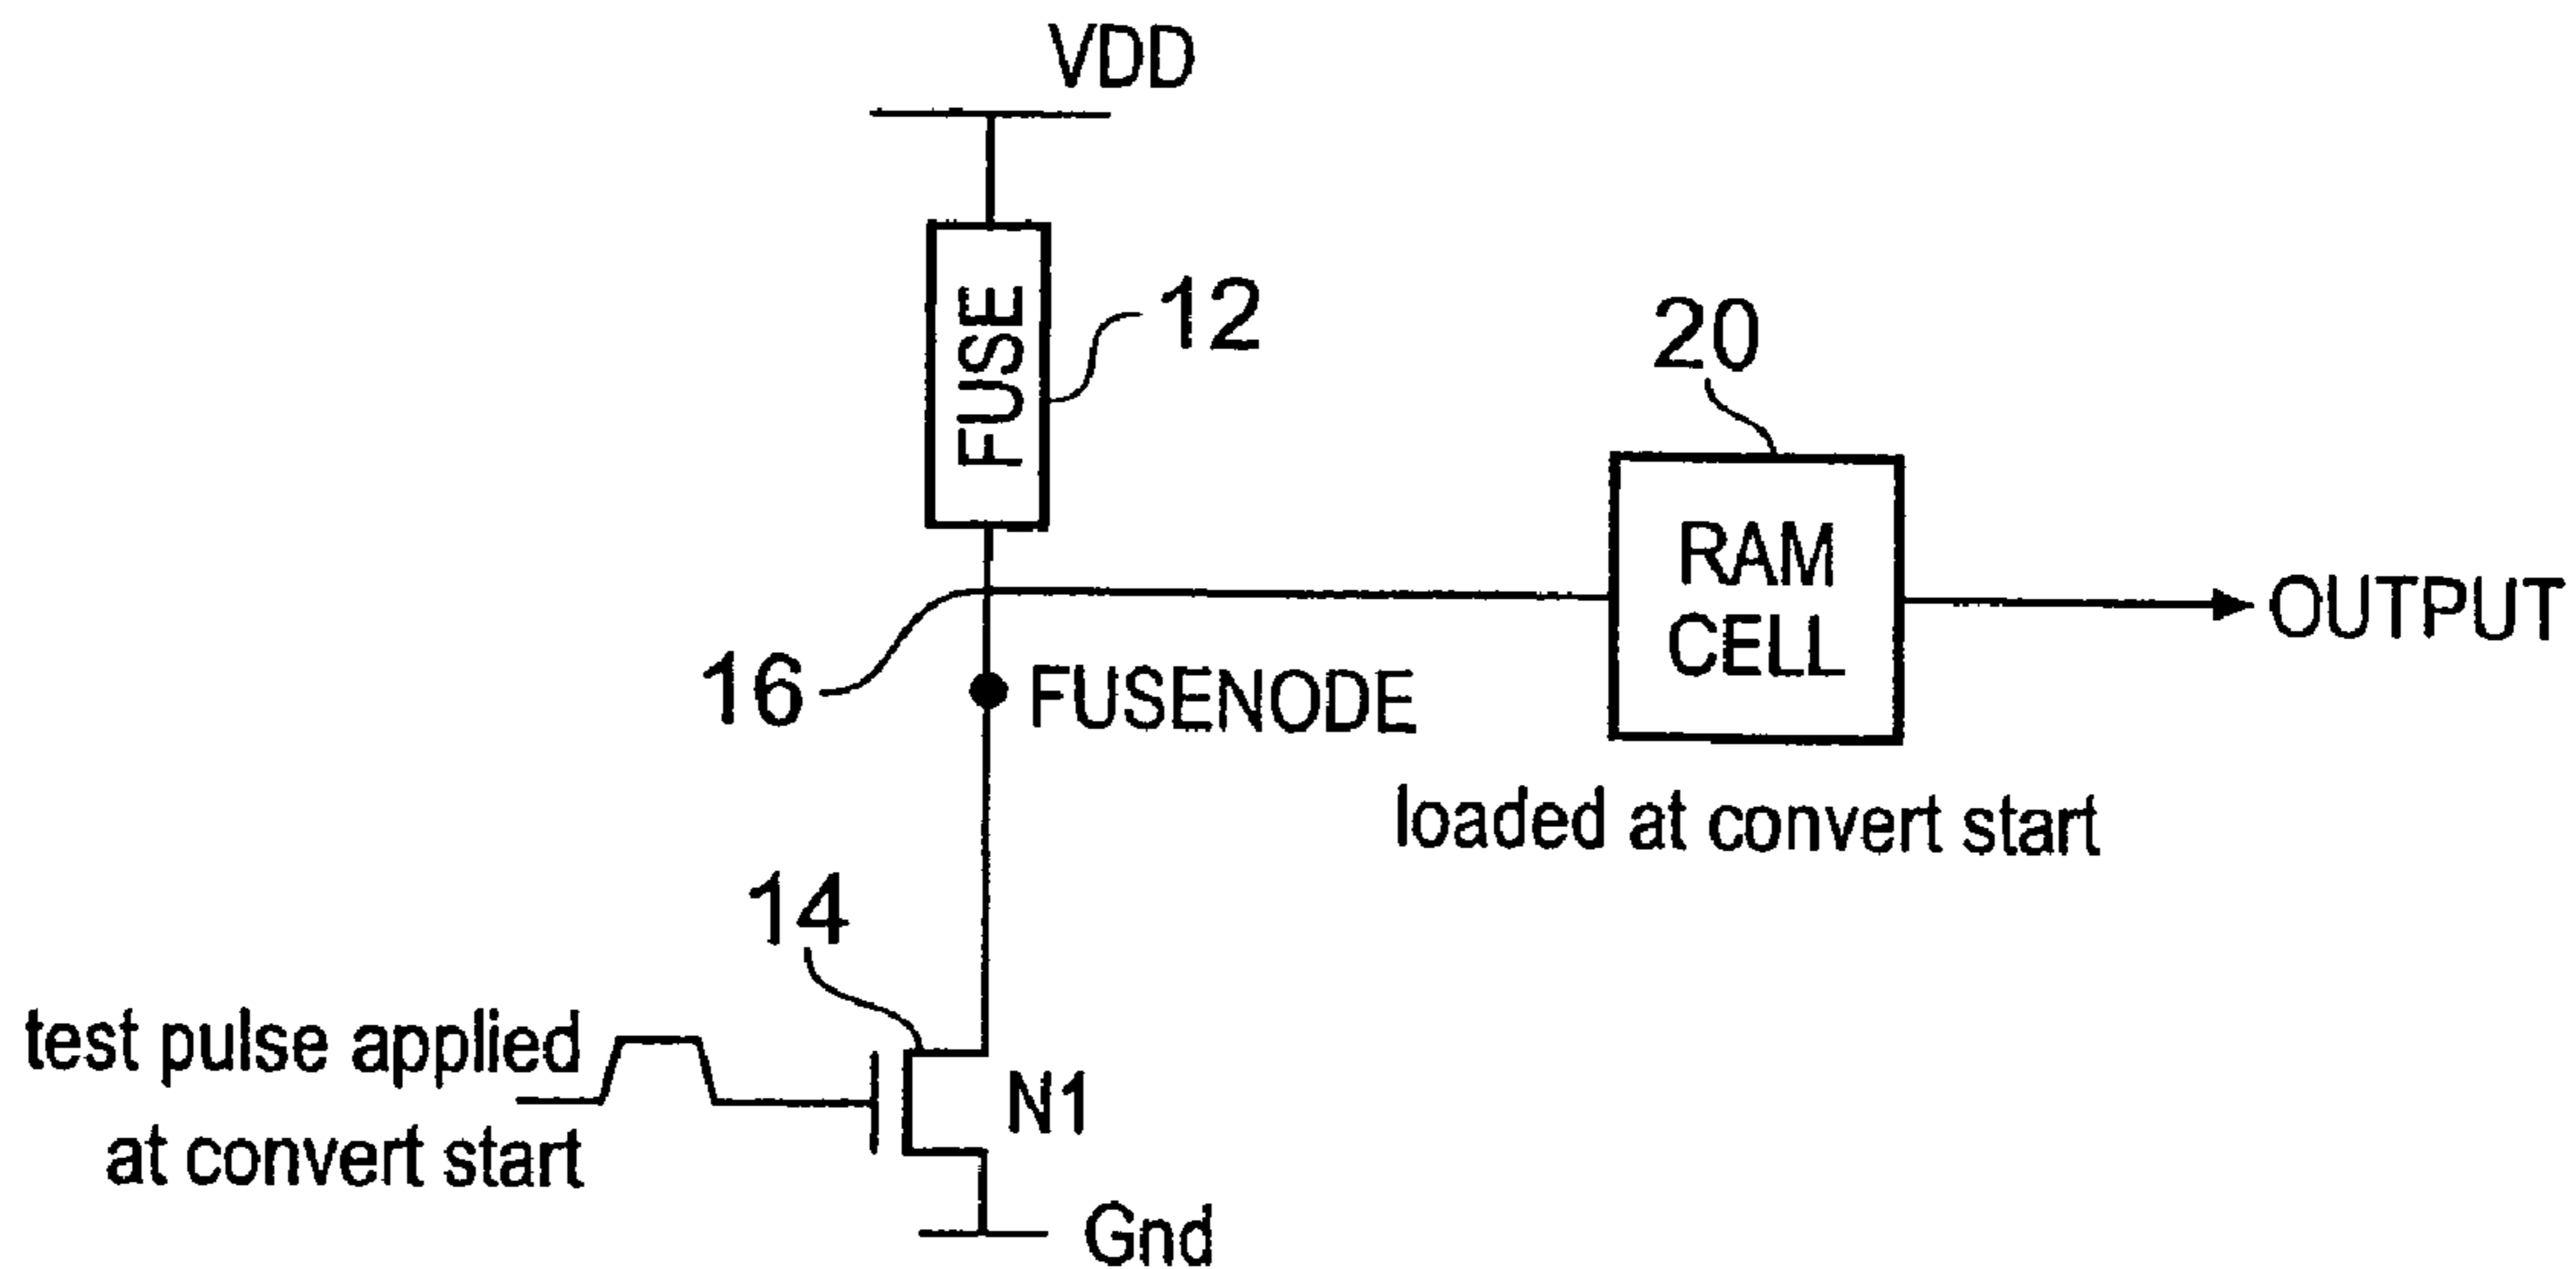 VDD
FUSE
12
20
RAM
CELL
OUTPUT
16
FUSENODE
loaded at convert start
14
test pulse applied
at convert start
N1
Gnd